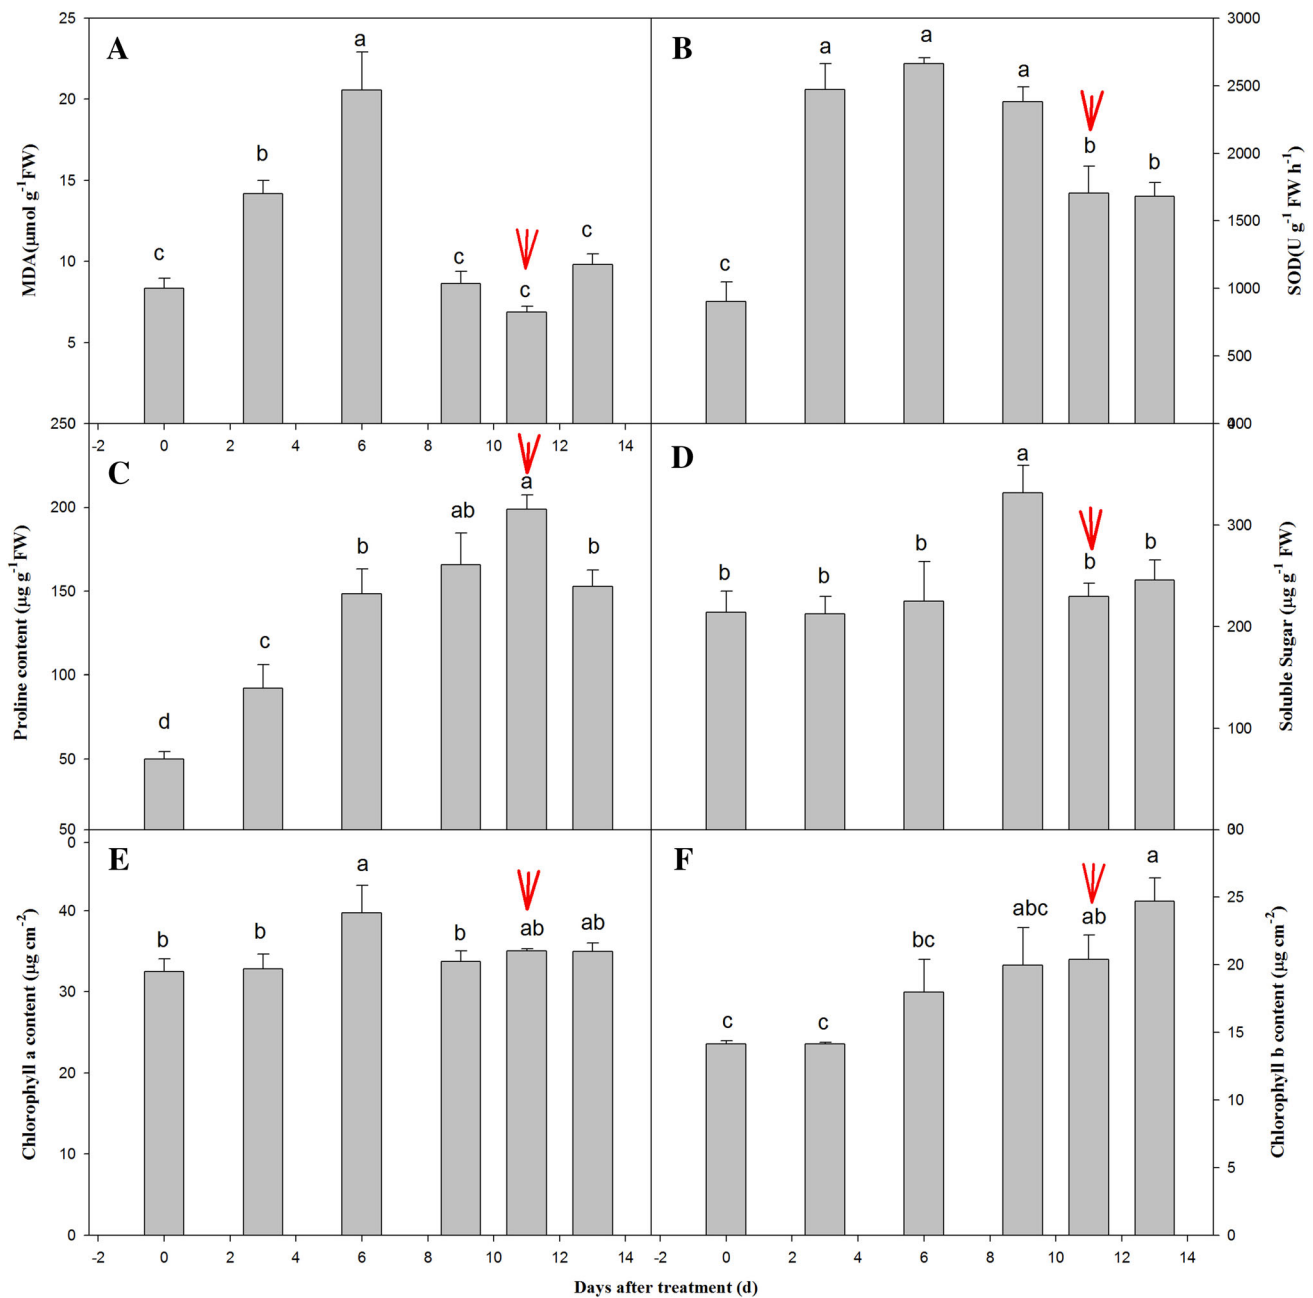 A
B
25
20
15
10
5
250
MDA(μmol g⁻¹FW)
c
b
a
c
c
c
-2 0 2 4 6 8 10 12 14
3000
2500
2000
1500
1000
500
SOD(U g⁻¹ FW h⁻¹)
c
a
a
a
b
b
C
D
200
150
100
50
50
0
Proline content (μg g⁻¹FW)
d
c
b
ab
a
b
300
200
100
Soluble Sugar (μg g⁻¹ FW)
b
b
b
a
b
b
E
F
40
30
20
10
0
Chlorophyll a content (μg cm⁻²)
b
b
a
b
ab
ab
-2 0 2 4 6 8 10 12 14
25
20
15
10
5
0
Chlorophyll b content (μg cm⁻²)
c
c
bc
abc
ab
a
-2 0 2 4 6 8 10 12 14
Days after treatment (d)